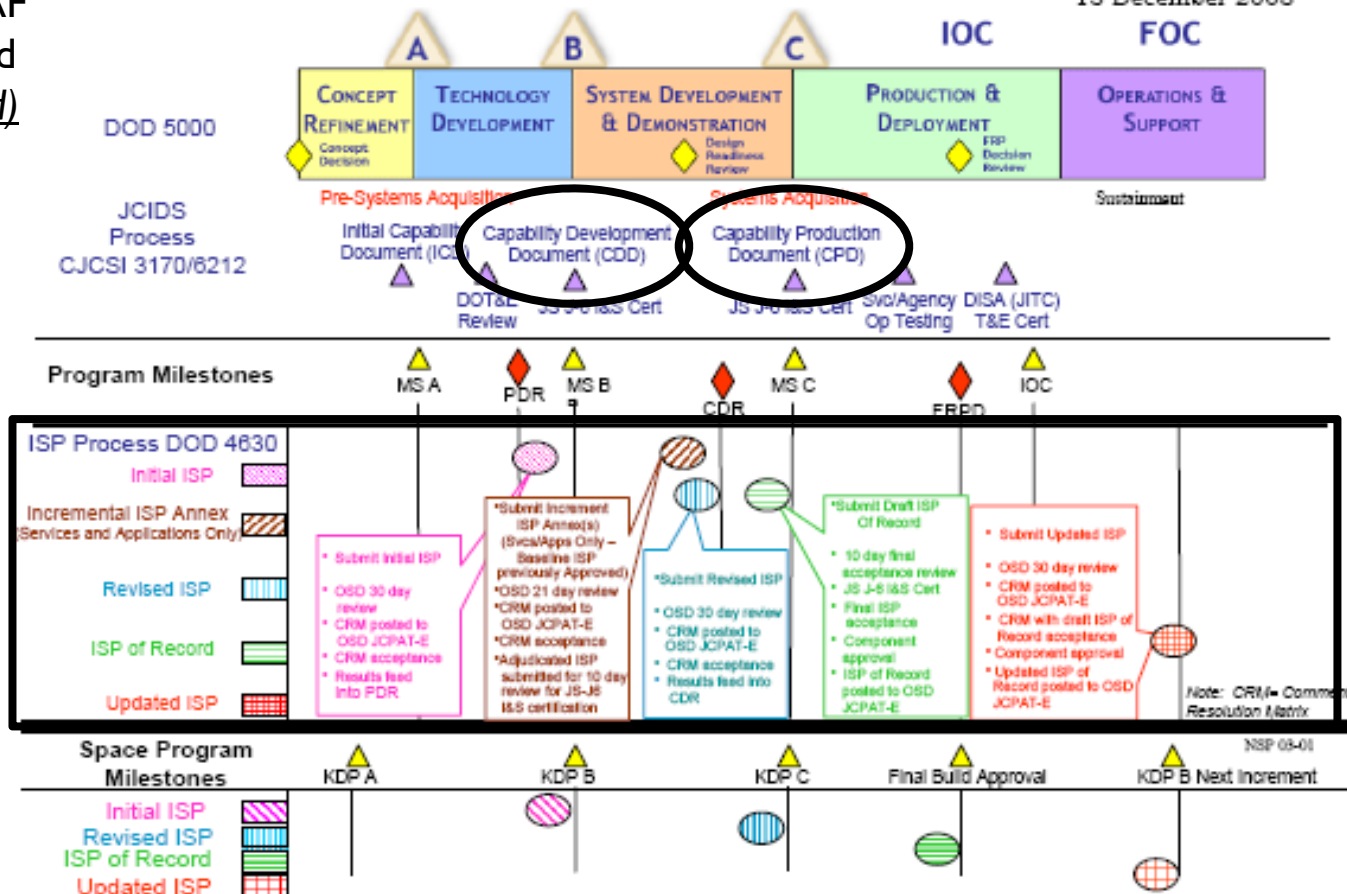 AF
d
d)
13 December 2003
A
B
C
IOC
FOC
DOD 5000
CONCEPT
REFINEMENT
Concept
Decision
TECHNOLOGY
DEVELOPMENT
SYSTEM DEVELOPMENT
& DEMONSTRATION
Design
Readiness
Review
PRODUCTION &
DEPLOYMENT
FRP
Decision
Review
OPERATIONS &
SUPPORT
Pre-Systems Acquisition
Systems Acquisition
Sustainment
JCIDS
Process
CJCSI 3170/6212
Initial Capability
Document (ICD)
Capability Development
Document (CDD)
Capability Production
Document (CPD)
DOT&E
Review
JS J-6 I&S Cert
JS J-6 I&S Cert
Svc/Agency
Op Testing
DISA (JITC)
T&E Cert
Program Milestones
MS A
PDR
MS B
CDR
MS C
FRPD
IOC
ISP Process DOD 4630
Initial ISP
Incremental ISP Annex
(Services and Applications Only)
Revised ISP
ISP of Record
Updated ISP
• Submit Initial ISP
• OSD 30 day
review
• CRM posted to
OSD JCPAT-E
• CRM acceptance
• Results feed
into PDR
•Submit Increment
ISP Annex(s)
(Svcs/Apps Only –
Baseline ISP
previously Approved)
•OSD 21 day review
•CRM posted to
OSD JCPAT-E
•CRM acceptance
•Adjudicated ISP
submitted for 10 day
review for JS-J6
I&S certification
•Submit Revised ISP
• OSD 30 day review
• CRM posted to
OSD JCPAT-E
• CRM acceptance
• Results feed into
CDR
•Submit Draft ISP
Of Record
• 10 day final
acceptance review
• JS J-6 I&S Cert
• Final ISP
acceptance
• Component
approval
• ISP of Record
posted to OSD
JCPAT-E
• Submit Updated ISP
• OSD 30 day review
• CRM posted to
OSD JCPAT-E
• CRM with draft ISP of
Record acceptance
• Component approval
• Updated ISP of
Record posted to OSD
JCPAT-E
Note: CRM= Comment
Resolution Matrix
NSP 03-01
Space Program
Milestones
KDP A
KDP B
KDP C
Final Build Approval
KDP B Next Increment
Initial ISP
Revised ISP
ISP of Record
Updated ISP